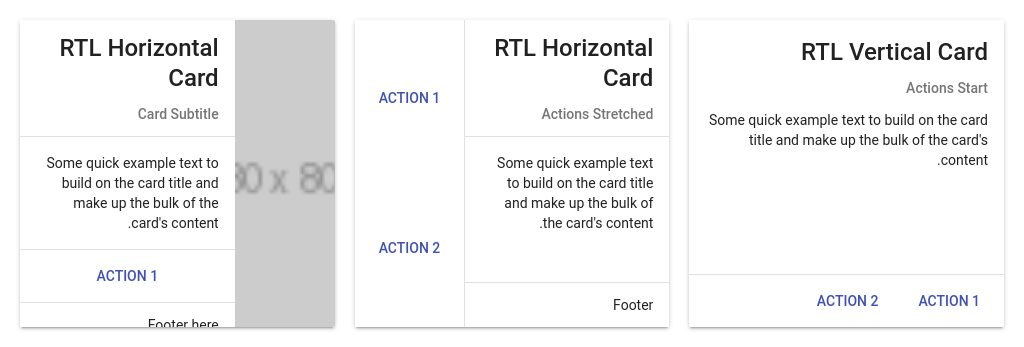 RTL Horizontal
Card
Card Subtitle
Some quick example text to
build on the card title and
make up the bulk of the
.card's content
ACTION 1
Footer here
80 x 80
RTL Horizontal
Card
Actions Stretched
Some quick example text
to build on the card title
and make up the bulk of
.the card's content
Footer
ACTION 1
ACTION 2
RTL Vertical Card
Actions Start
Some quick example text to build on the card
title and make up the bulk of the card's
.content
ACTION 2 ACTION 1